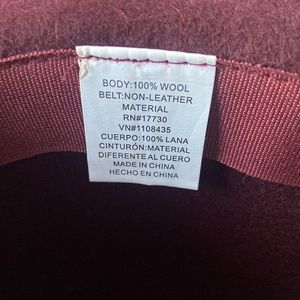 BODY:100% WOOL
BELT:NON-LEATHER
MATERIAL
RN#17730
VN#1108435
CUERPO:100% LANA
CINTURÓN:MATERIAL
DIFERENTE AL CUERO
MADE IN CHINA
HECHO EN CHINA